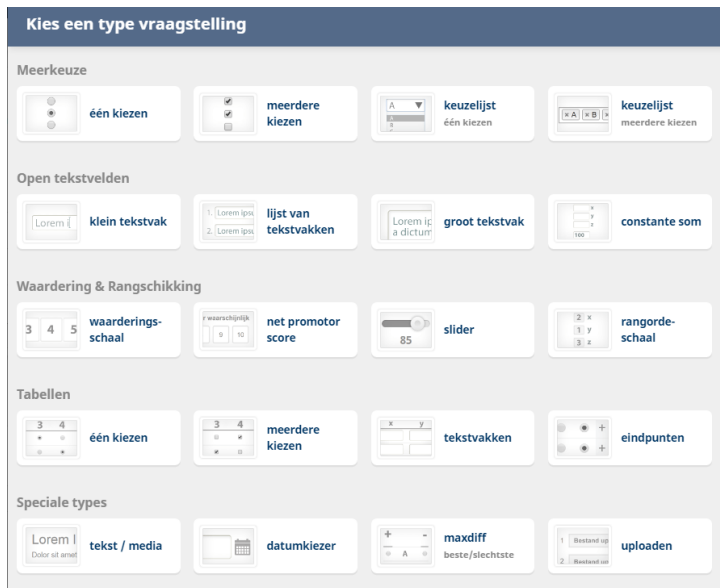 Kies een type vraagstelling
Meerkeuze
één kiezen
meerdere
kiezen
A
A
B
keuzelijst
één kiezen
× A × B ×
keuzelijst
meerdere kiezen
Open tekstvelden
Lorem i
klein tekstvak
1. Lorem ipsu
2. Lorem ipsu
lijst van
tekstvakken
Lorem ip
a dictum
groot tekstvak
x
y
z
100
constante som
Waardering & Rangschikking
3 4 5
waarderings-
schaal
r waarschijnlijk
9 10
net promotor
score
85
slider
2 x
1 y
3 z
rangorde-
schaal
Tabellen
3 4
één kiezen
3 4
meerdere
kiezen
x y
tekstvakken
+
+
eindpunten
Speciale types
Lorem I
Dolor sit amet
tekst / media
datumkiezer
+ -
A
maxdiff
beste/slechtste
1 Bestand up
2 Bestand up
uploaden